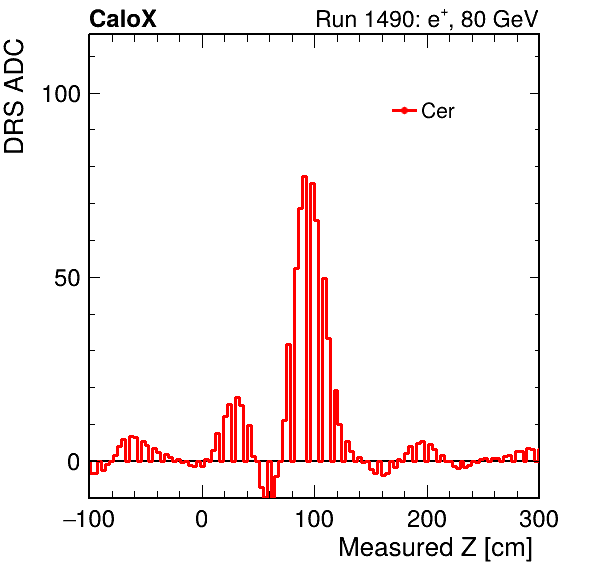 CaloX Run 1490: e⁺, 80 GeV
DRS ADC
100
Cer
50
0
−100 0 100 200 300
Measured Z [cm]